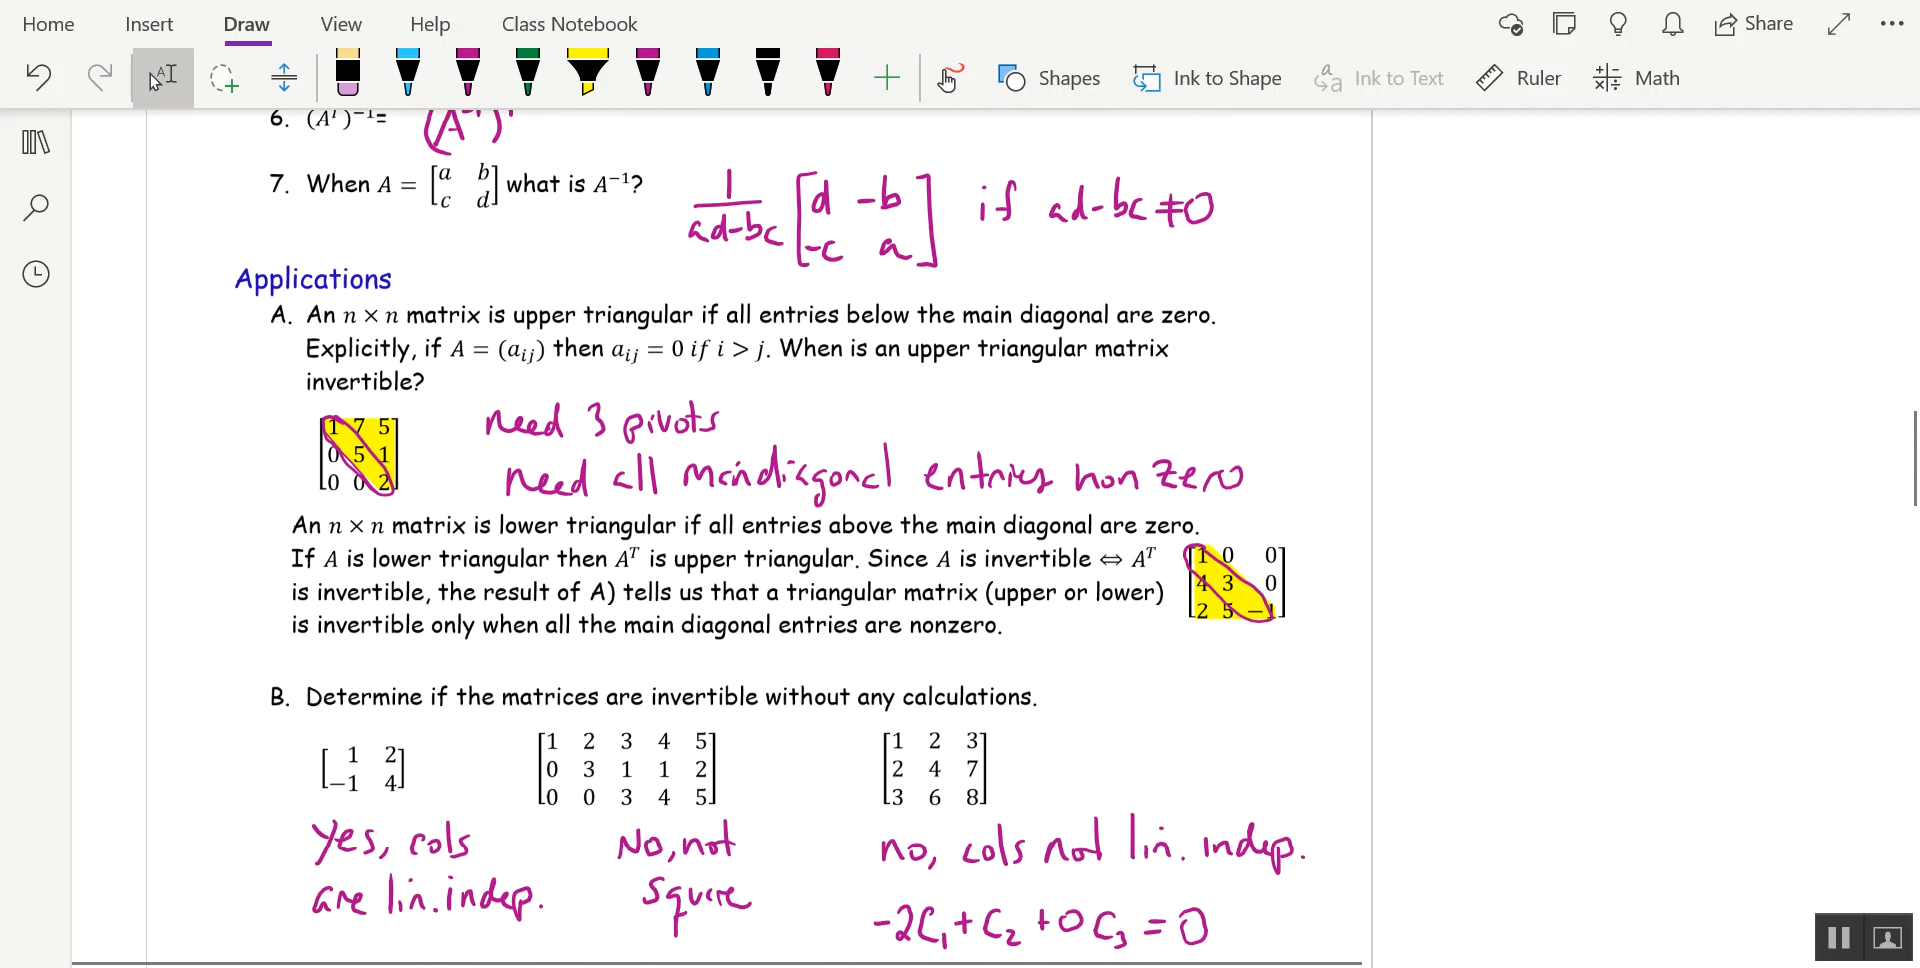 Home Insert Draw View Help Class Notebook Share
Shapes Ink to Shape Ink to Text Ruler Math
6. (Aᵀ)⁻¹= (A⁻¹)ᵀ
7. When A = [a b; c d] what is A⁻¹? 1/(ad-bc) [d -b; -c a] if ad-bc ≠ 0
Applications
A. An n × n matrix is upper triangular if all entries below the main diagonal are zero.
Explicitly, if A = (aᵢⱼ) then aᵢⱼ = 0 if i > j. When is an upper triangular matrix
invertible?
[1 7 5; 0 5 1; 0 0 2]
need 3 pivots
need all main diagonal entries non zero
An n × n matrix is lower triangular if all entries above the main diagonal are zero.
If A is lower triangular then Aᵀ is upper triangular. Since A is invertible ⇔ Aᵀ
is invertible, the result of A) tells us that a triangular matrix (upper or lower)
is invertible only when all the main diagonal entries are nonzero.
[1 0 0; 4 3 0; 2 5 −1]
B. Determine if the matrices are invertible without any calculations.
[1 2; −1 4] [1 2 3 4 5; 0 3 1 1 2; 0 0 3 4 5] [1 2 3; 2 4 7; 3 6 8]
Yes, cols
are lin. indep.
No, not
square
no, cols not lin. indep.
-2C₁ + C₂ + 0C₃ = 0